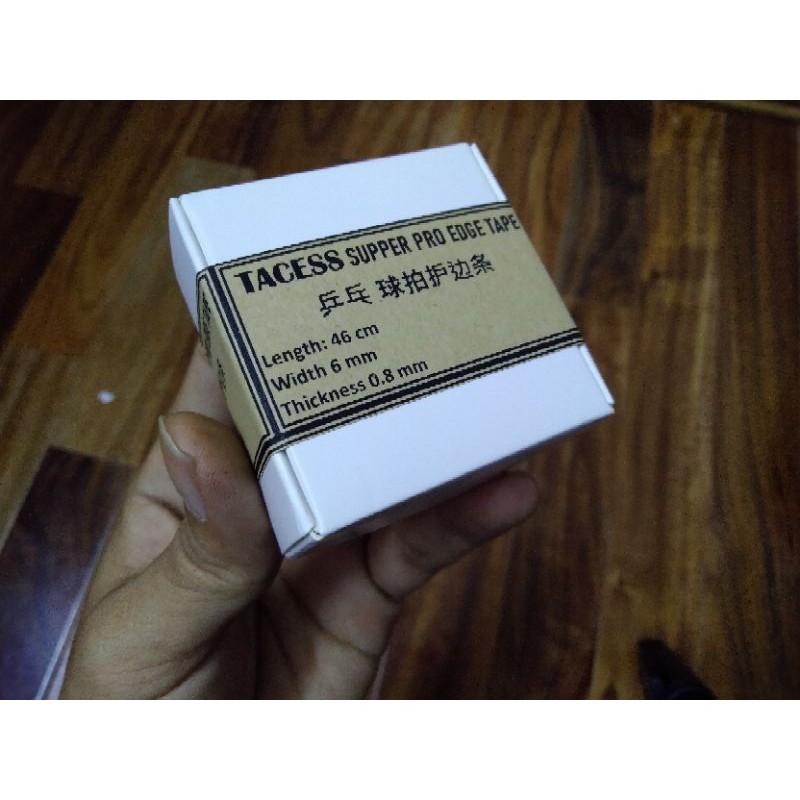 TACESS SUPPER PRO EDGE TAPE
乒乓 球拍护边条
Length: 46 cm
Width 6 mm
Thickness 0.8 mm